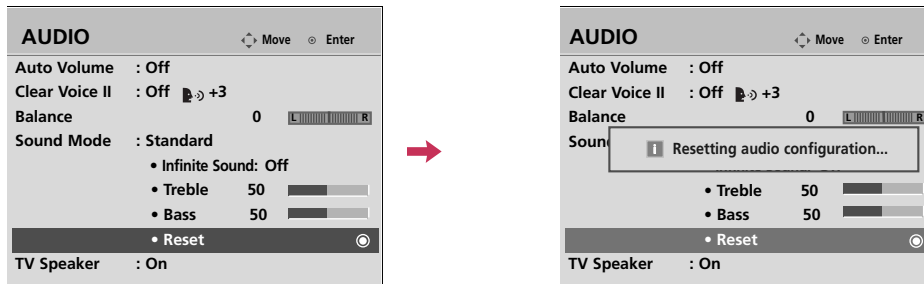 AUDIO Move Enter
Auto Volume : Off
Clear Voice II : Off +3
Balance 0 L R
Sound Mode : Standard
• Infinite Sound: Off
• Treble 50
• Bass 50
• Reset
TV Speaker : On
AUDIO Move Enter
Auto Volume : Off
Clear Voice II : Off +3
Balance 0 L R
Soun
i Resetting audio configuration...
• Treble 50
• Bass 50
• Reset
TV Speaker : On